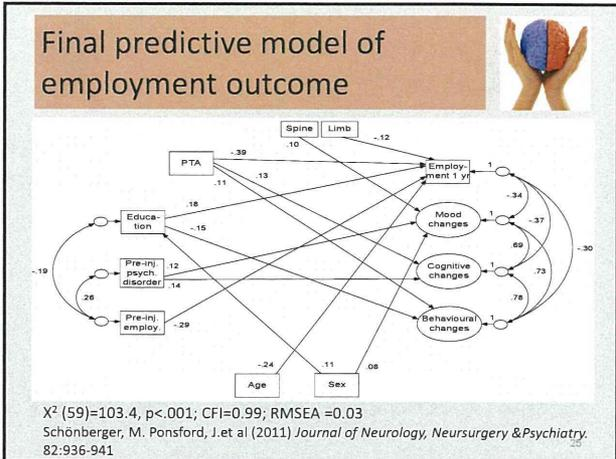 Final predictive model of
employment outcome
Spine Limb
.10 -.12
-.39
PTA
.11 .13
Employ-
ment 1 yr
1
-.34
.18
Educa-
tion
-.15
Mood
changes
1
-.37
-.30
-.19
.69
Pre-inj.
psych.
disorder
.12
.14
Cognitive
changes
1
.73
.26
.78
Pre-inj.
employ.
-.29
Behavioural
changes
1
-.24 .11 .08
Age Sex
X² (59)=103.4, p<.001; CFI=0.99; RMSEA =0.03
Schönberger, M. Ponsford, J.et al (2011) Journal of Neurology, Neursurgery &Psychiatry.
82:936-941
25